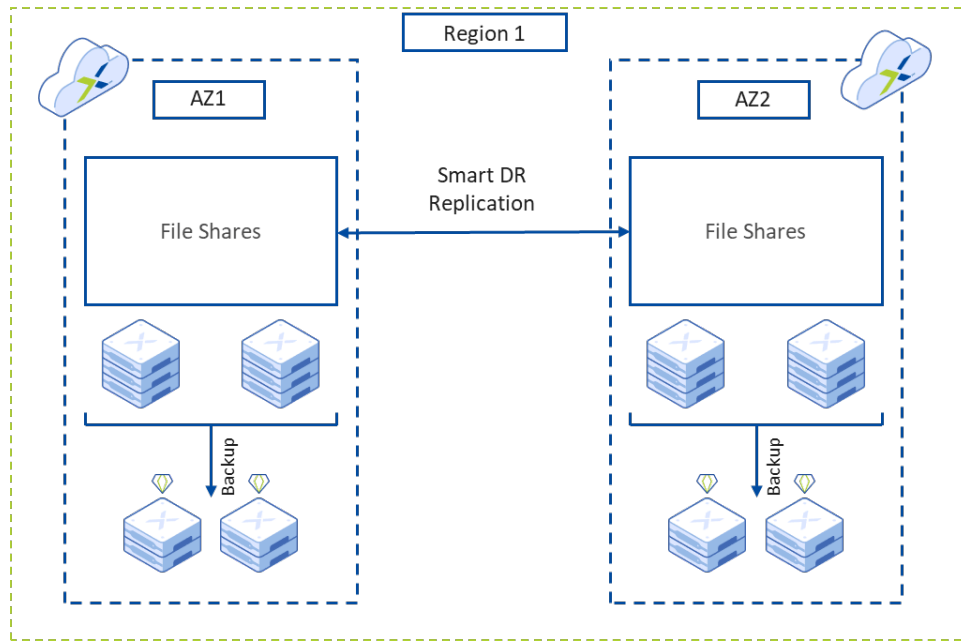 Region 1
AZ1
AZ2
File Shares
Smart DR
Replication
File Shares
Backup
Backup